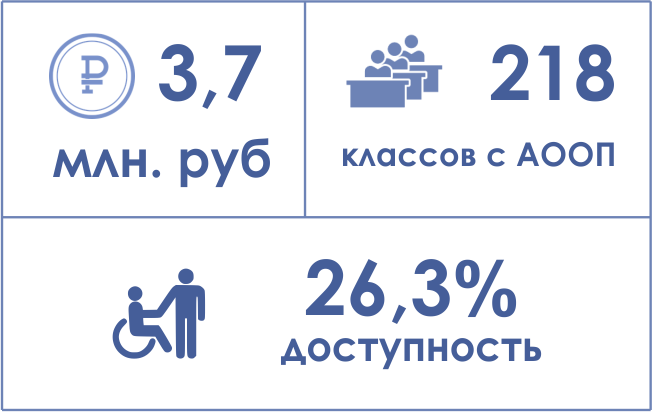 3,7
млн. руб
218
классов с АООП
26,3%
доступность